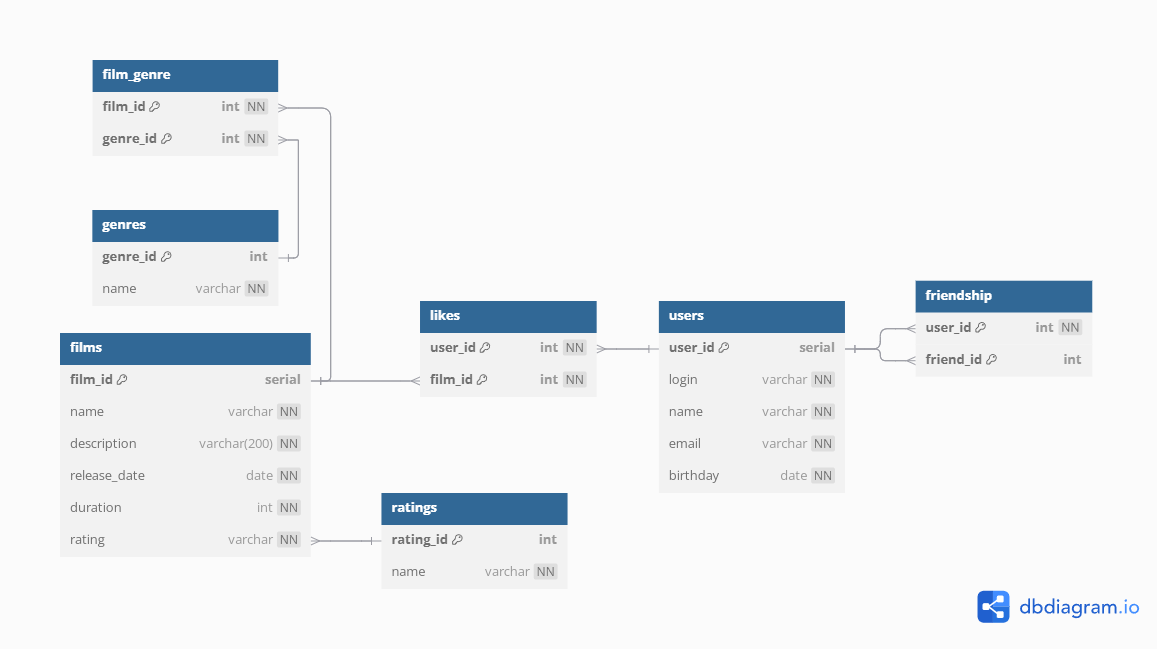 film_genre
film_id int NN
genre_id int NN
genres
genre_id int
name varchar NN
films
film_id serial
name varchar NN
description varchar(200) NN
release_date date NN
duration int NN
rating varchar NN
likes
user_id int NN
film_id int NN
ratings
rating_id int
name varchar NN
users
user_id serial
login varchar NN
name varchar NN
email varchar NN
birthday date NN
friendship
user_id int NN
friend_id int
dbdiagram.io